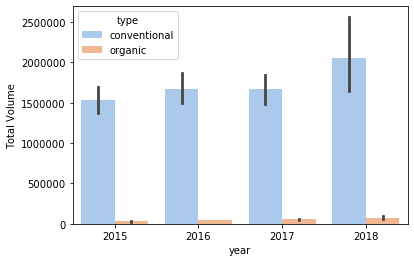 type
conventional
organic
2500000
2000000
1500000
1000000
500000
0
Total Volume
2015 2016 2017 2018
year